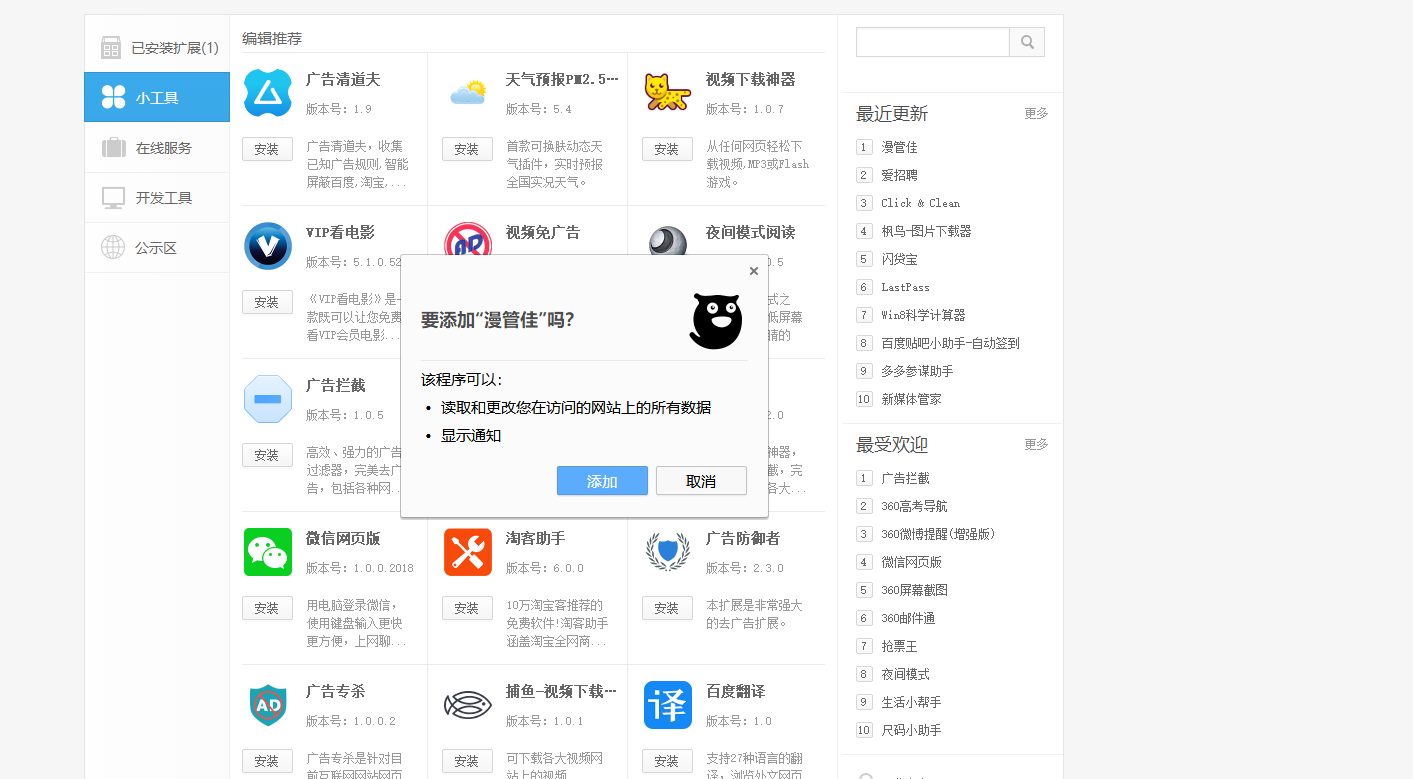 已安装扩展(1)
小工具
在线服务
开发工具
公示区
编辑推荐
广告清道夫
版本号: 1.9
安装
广告清道夫，收集
已知广告规则,智能
屏蔽百度,淘宝,...
天气预报PM2.5…
版本号: 5.4
安装
首款可换肤动态天
气插件，实时预报
全国实况天气。
视频下载神器
版本号: 1.0.7
安装
从任何网页轻松下
载视频,MP3或Flash
游戏。
VIP看电影
版本号: 5.1.0.52
安装
《VIP看电影》是一
款既可以让您免费
看VIP会员电影...
视频免广告
夜间模式阅读
0.5
式之
低屏幕
睛的
广告拦截
版本号: 1.0.5
安装
高效、强力的广告
过滤器，完美去广
告，包括各种网...
2.0
神器，
截，完
各大...
×
要添加“漫管佳”吗?
该程序可以:
• 读取和更改您在访问的网站上的所有数据
• 显示通知
添加
取消
微信网页版
版本号: 1.0.0.2018
安装
用电脑登录微信，
使用键盘输入更快
更方便，上网聊...
淘客助手
版本号: 6.0.0
安装
10万淘宝客推荐的
免费软件!淘客助手
涵盖淘宝全网商...
广告防御者
版本号: 2.3.0
安装
本扩展是非常强大
的去广告扩展。
AD
广告专杀
版本号: 1.0.0.2
安装
广告专杀是针对目
前互联网网站网页
捕鱼-视频下载…
版本号: 1.0.1
安装
可下载各大视频网
站上的视频
译
百度翻译
版本号: 1.0
安装
支持27种语言的翻
译，浏览外文网页
最近更新
更多
1 漫管佳
2 爱招聘
3 Click & Clean
4 枫鸟-图片下载器
5 闪贷宝
6 LastPass
7 Win8科学计算器
8 百度贴吧小助手-自动签到
9 多多参谋助手
10 新媒体管家
最受欢迎
更多
1 广告拦截
2 360高考导航
3 360微博提醒(增强版)
4 微信网页版
5 360屏幕截图
6 360邮件通
7 抢票王
8 夜间模式
9 生活小帮手
10 尺码小助手